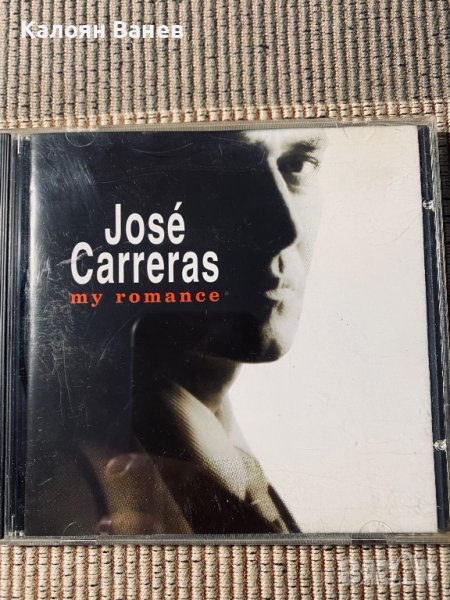 Калоян Ванев
José
Carreras
my romance